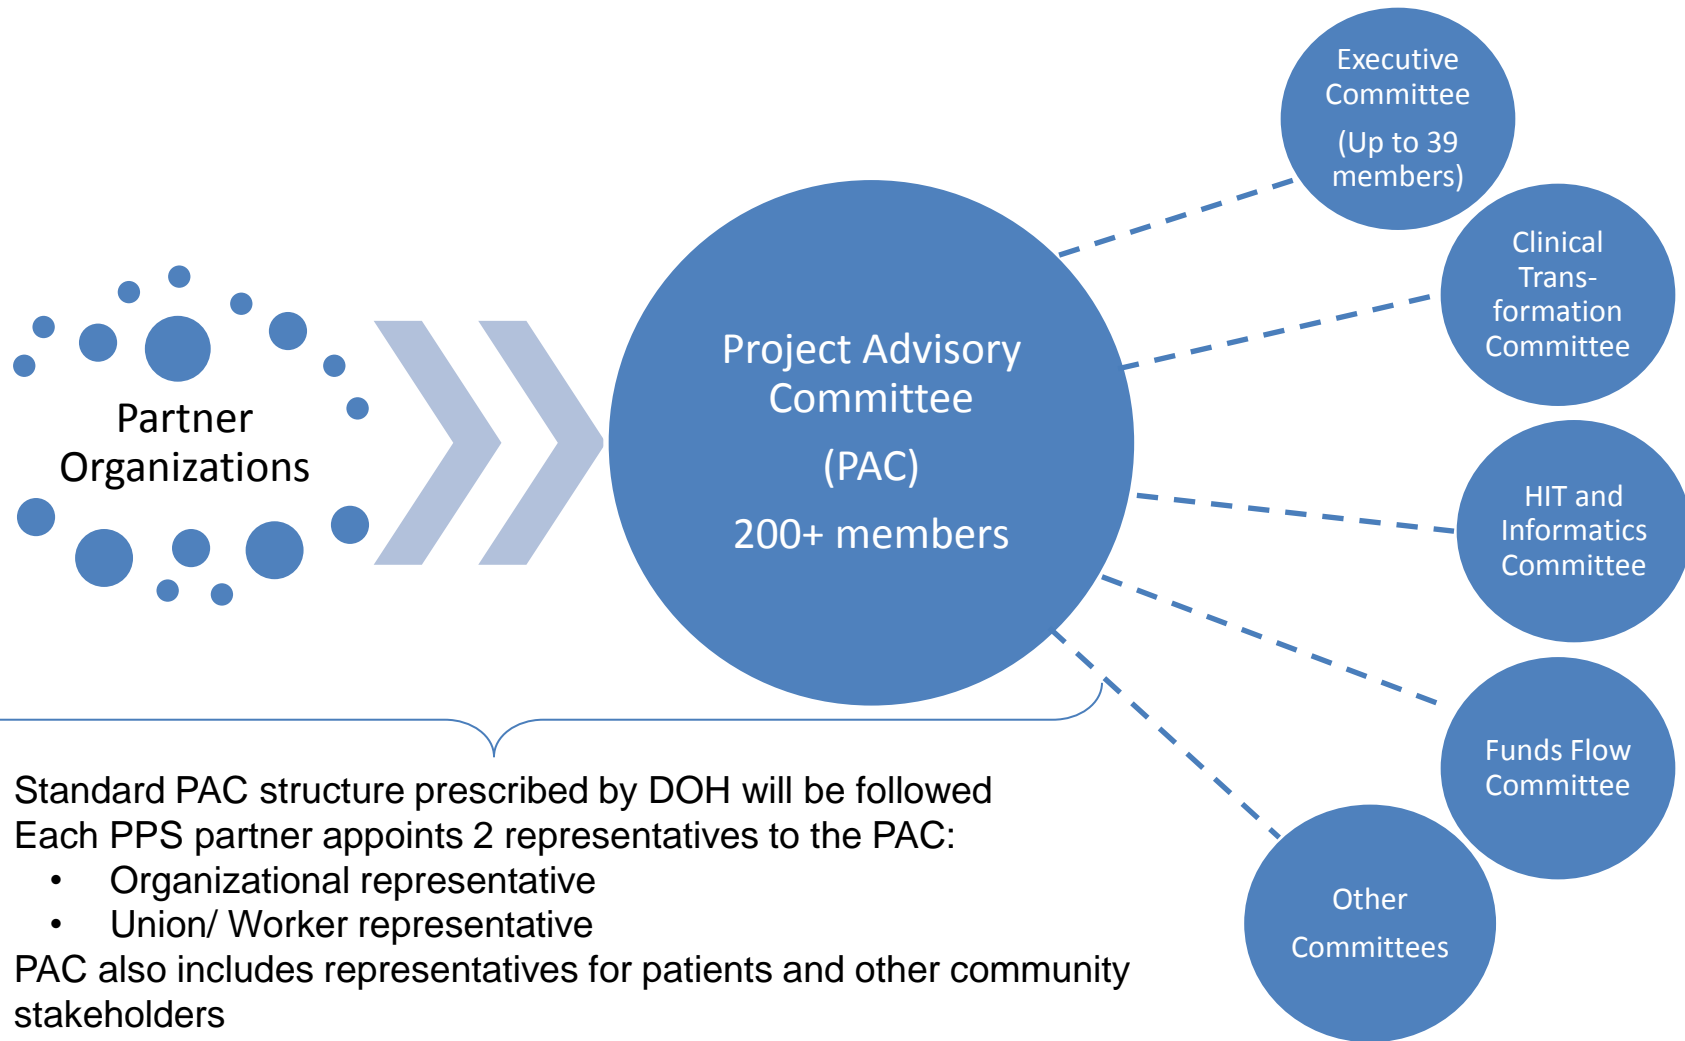 Partner
Organizations
Project Advisory
Committee
(PAC)
200+ members
Executive
Committee
(Up to 39
members)
Clinical
Trans-
formation
Committee
HIT and
Informatics
Committee
Funds Flow
Committee
Other
Committees
Standard PAC structure prescribed by DOH will be followed
Each PPS partner appoints 2 representatives to the PAC:
• Organizational representative
• Union/ Worker representative
PAC also includes representatives for patients and other community
stakeholders